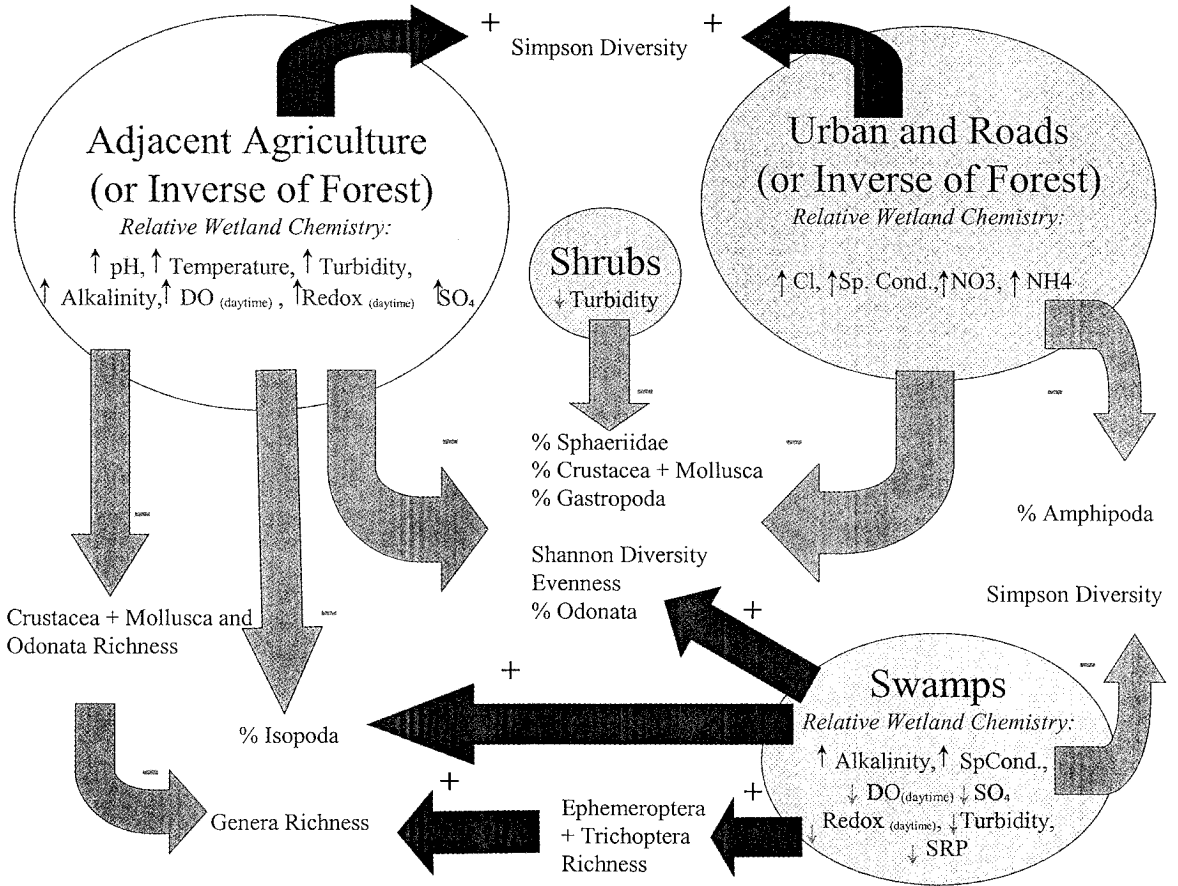 + Simpson Diversity +
Adjacent Agriculture
(or Inverse of Forest)
Relative Wetland Chemistry:
↑ pH, ↑ Temperature, ↑ Turbidity,
↑ Alkalinity, ↑ DO (daytime) , ↑Redox (daytime) ↑SO₄
Urban and Roads
(or Inverse of Forest)
Relative Wetland Chemistry:
↑ Cl, ↑Sp. Cond., ↑NO3, ↑ NH4
Shrubs
↓ Turbidity
-
-
-
-
% Sphaeriidae
% Crustacea + Mollusca
% Gastropoda
% Amphipoda
-
Shannon Diversity
Evenness
% Odonata
Simpson Diversity
Crustacea + Mollusca and
Odonata Richness
-
+
-
+
% Isopoda
Swamps
Relative Wetland Chemistry:
↑ Alkalinity, ↑ SpCond.,
↓ DO(daytime) ↓ SO₄
↓ Redox (daytime), ↓Turbidity,
↓ SRP
-
+
+
Genera Richness
Ephemeroptera
+ Trichoptera
Richness